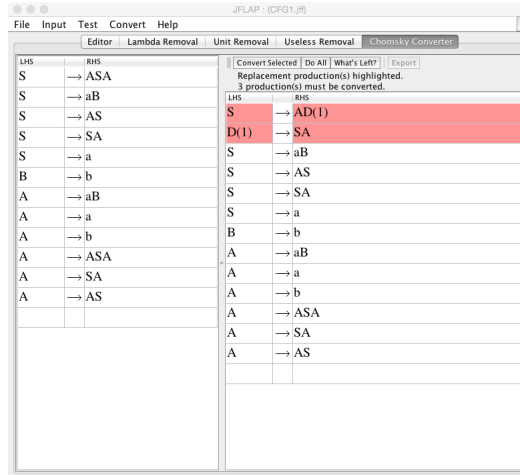 JFLAP : (CFG1.jff)
File Input Test Convert Help
Editor Lambda Removal Unit Removal Useless Removal Chomsky Converter
LHS RHS
S → ASA
S → aB
S → AS
S → SA
S → a
B → b
A → aB
A → a
A → b
A → ASA
A → SA
A → AS
Convert Selected Do All What's Left? Export
Replacement production(s) highlighted.
3 production(s) must be converted.
LHS RHS
S → AD(1)
D(1) → SA
S → aB
S → AS
S → SA
S → a
B → b
A → aB
A → a
A → b
A → ASA
A → SA
A → AS